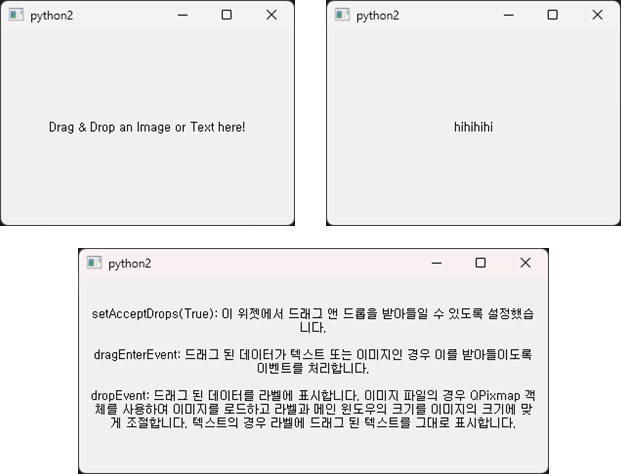 python2
Drag & Drop an Image or Text here!
python2
hihihihi
python2
setAcceptDrops(True): 이 위젯에서 드래그 앤 드롭을 받아들일 수 있도록 설정했습
니다.
dragEnterEvent: 드래그 된 데이터가 텍스트 또는 이미지인 경우 이를 받아들이도록
이벤트를 처리합니다.
dropEvent: 드래그 된 데이터를 라벨에 표시합니다. 이미지 파일의 경우 QPixmap 객
체를 사용하여 이미지를 로드하고 라벨과 메인 윈도우의 크기를 이미지의 크기에 맞
게 조절합니다. 텍스트의 경우 라벨에 드래그 된 텍스트를 그대로 표시합니다.